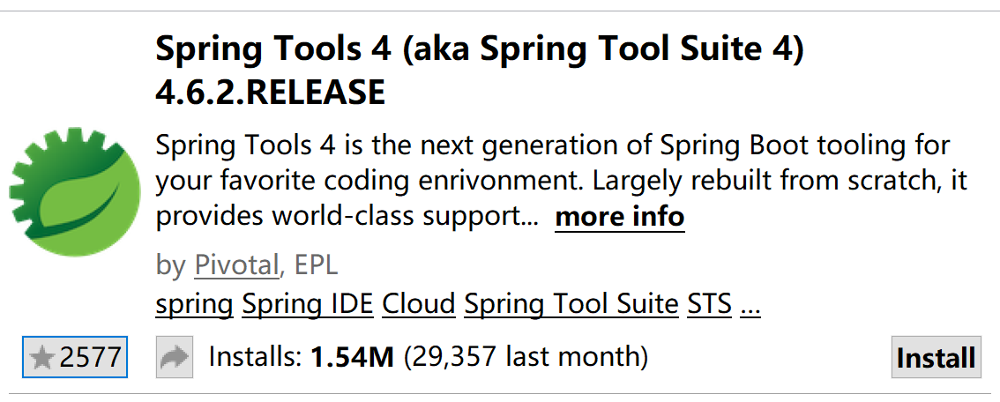 Spring Tools 4 (aka Spring Tool Suite 4)
4.6.2.RELEASE
Spring Tools 4 is the next generation of Spring Boot tooling for
your favorite coding enrivonment. Largely rebuilt from scratch, it
provides world-class support... more info
by Pivotal, EPL
spring Spring IDE Cloud Spring Tool Suite STS ...
2577 Installs: 1.54M (29,357 last month) Install